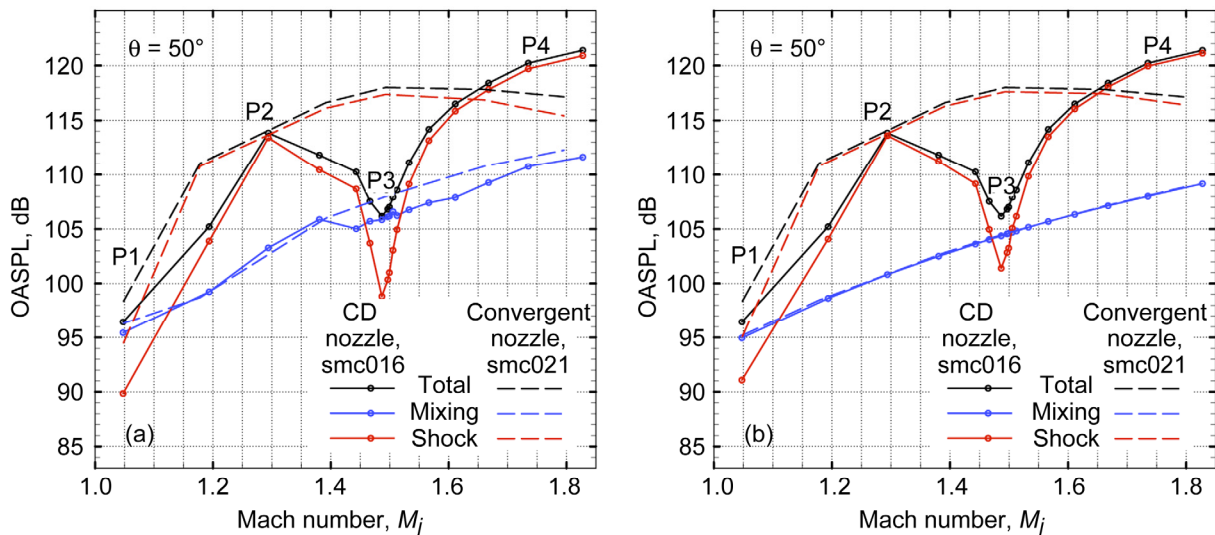 θ = 50°
P1
P2
P3
P4
OASPL, dB
120
115
110
105
100
95
90
85
CD
nozzle,
smc016
Convergent
nozzle,
smc021
Total
Mixing
Shock
(a)
1.0
1.2
1.4
1.6
1.8
Mach number, Mj
θ = 50°
P1
P2
P3
P4
OASPL, dB
120
115
110
105
100
95
90
85
CD
nozzle,
smc016
Convergent
nozzle,
smc021
Total
Mixing
Shock
(b)
1.0
1.2
1.4
1.6
1.8
Mach number, Mj